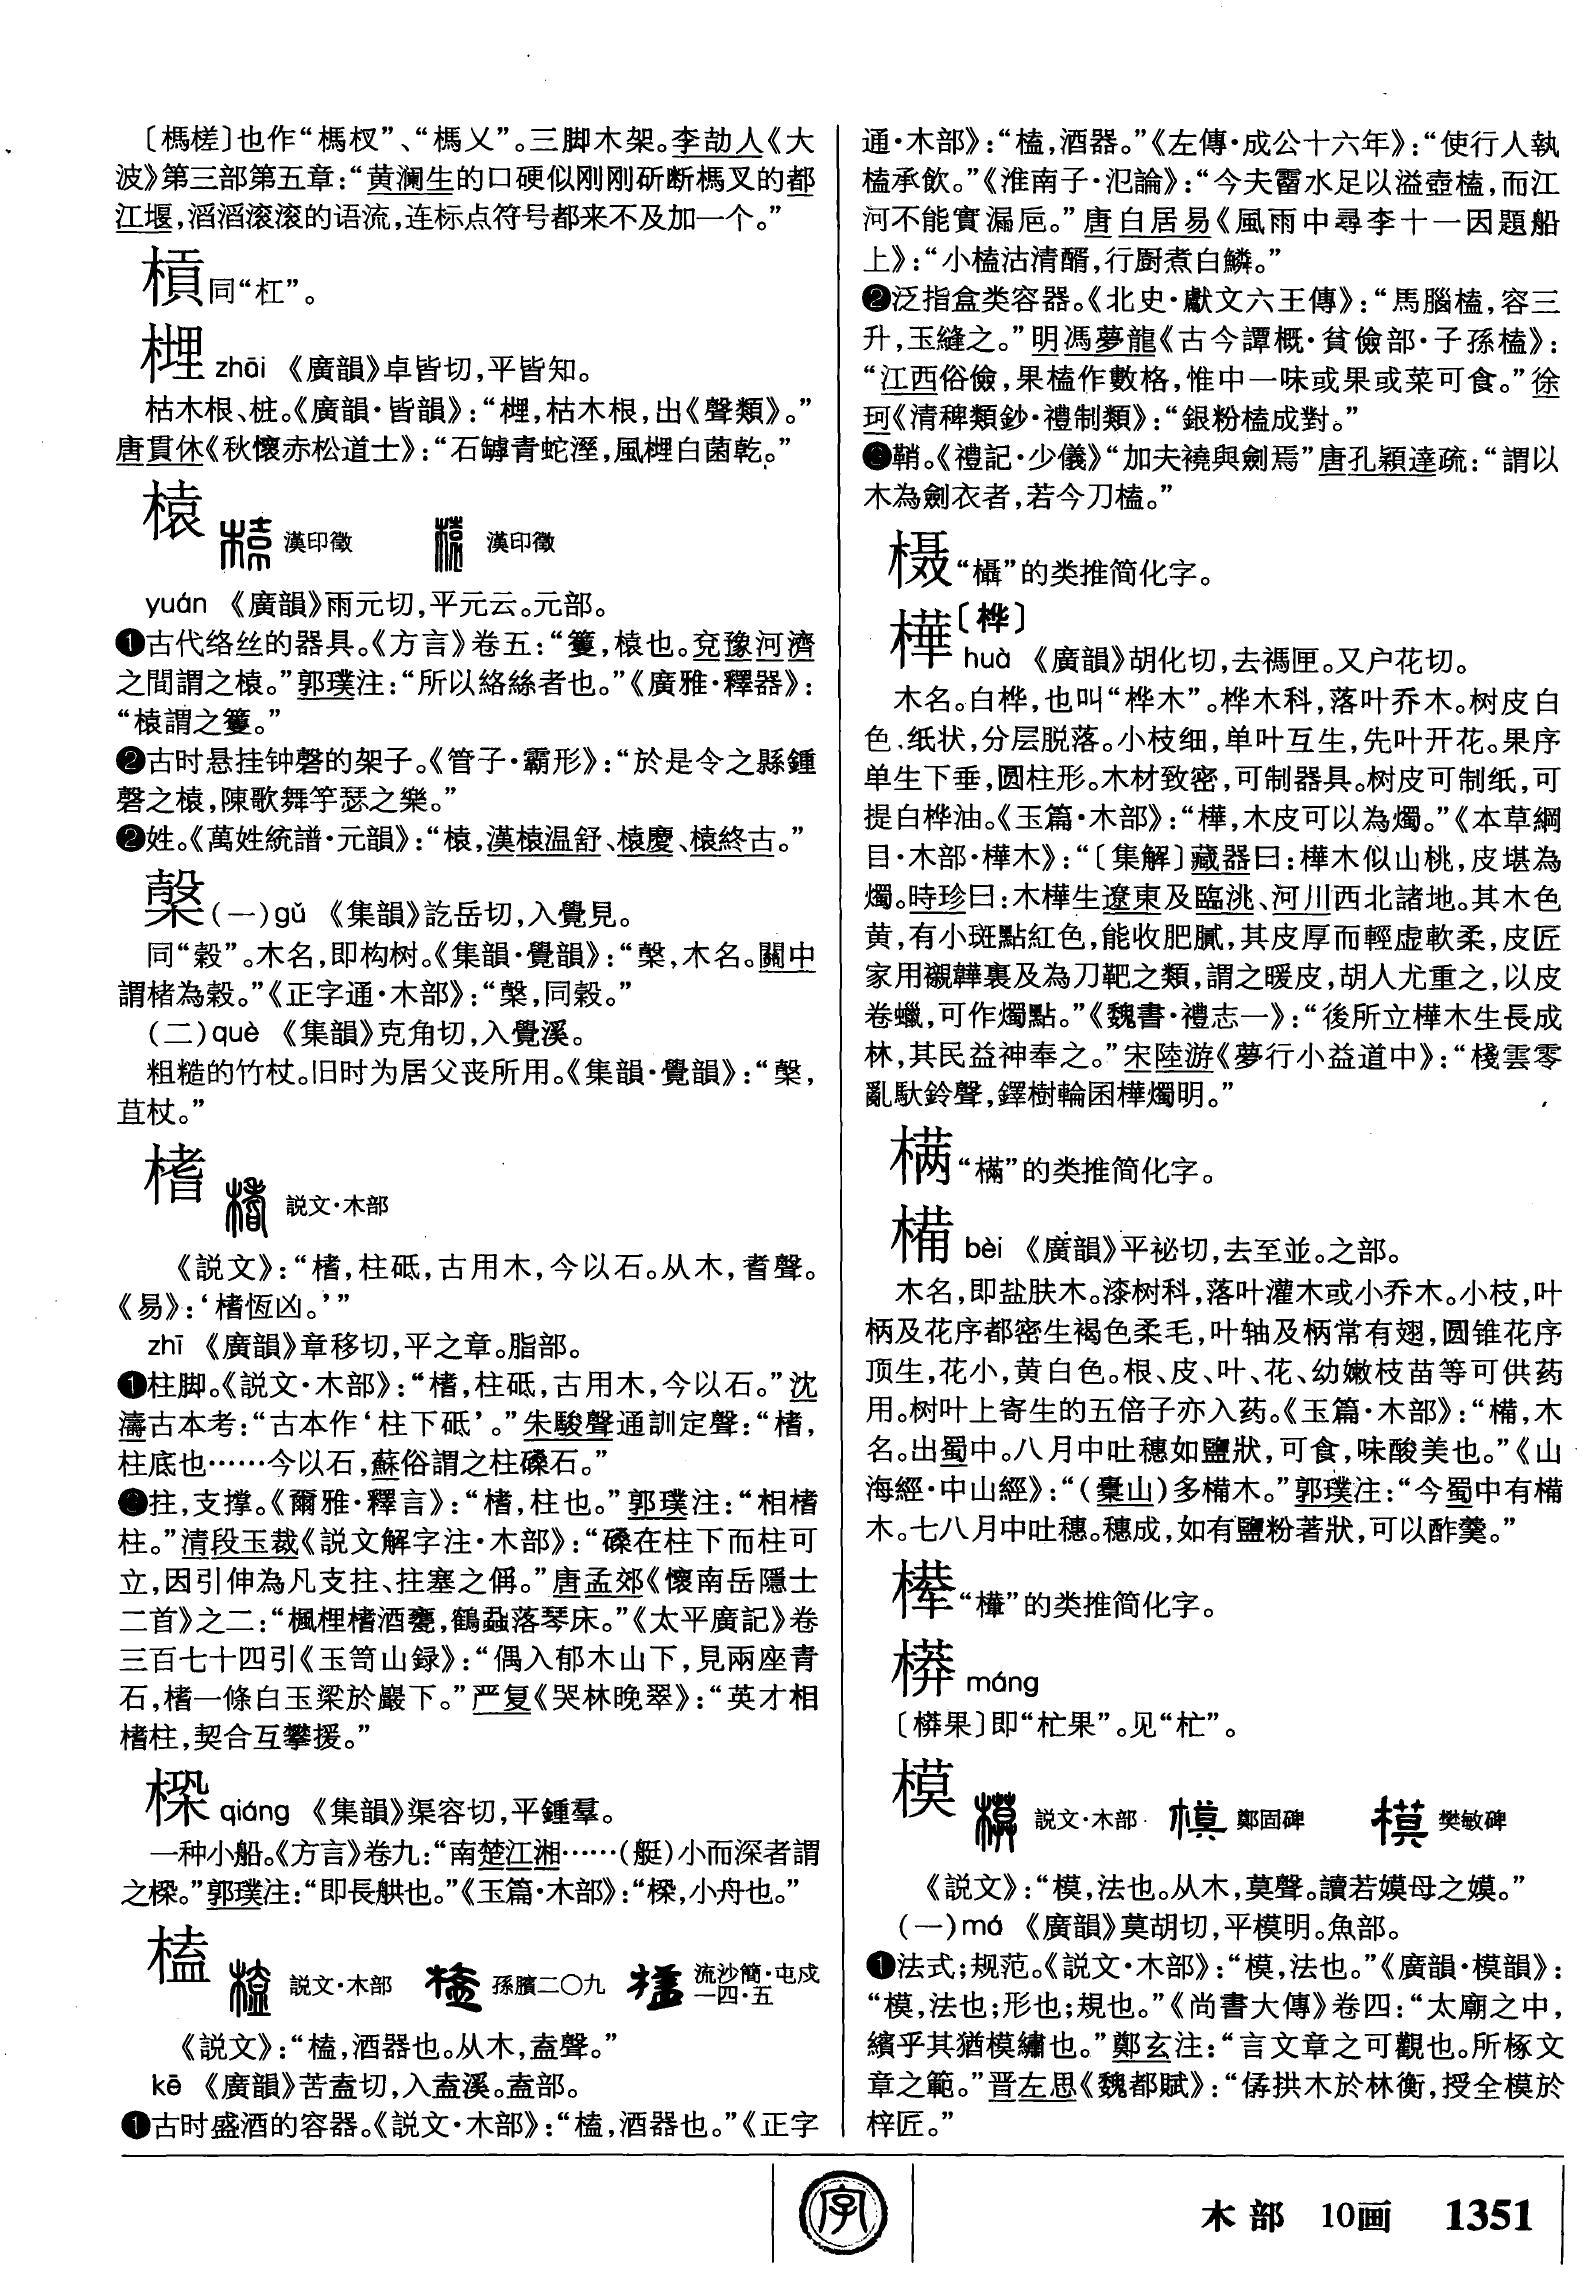 〔榪槎〕也作“榪杈”、“榪乂”。三脚木架。李劼人《大
波》第三部第五章：“黄澜生的口硬似刚刚斫断榪叉的都
江堰，滔滔滚滚的语流，连标点符号都来不及加一个。”
槓同“杠”。
梩 zhāi 《廣韻》卓皆切，平皆知。
枯木根、桩。《廣韻·皆韻》：“梩，枯木根，出《聲類》。”
唐貫休《秋懷赤松道士》：“石罅青蛇溼，風梩白菌乾。”
榬 漢印徵 漢印徵
yuán 《廣韻》雨元切，平元云。元部。
❶古代络丝的器具。《方言》卷五：“籰，榬也。兗豫河濟
之間謂之榬。”郭璞注：“所以絡絲者也。”《廣雅·釋器》：
“榬謂之籰。”
❷古时悬挂钟磬的架子。《管子·霸形》：“於是令之縣鍾
磬之榬，陳歌舞竽瑟之樂。”
❷姓。《萬姓統譜·元韻》：“榬，漢榬温舒、榬慶、榬終古。”
㮶(一)gǔ 《集韻》訖岳切，入覺見。
同“榖”。木名，即构树。《集韻·覺韻》：“㮶，木名。關中
謂楮為榖。”《正字通·木部》：“㮶，同榖。”
(二)què 《集韻》克角切，入覺溪。
粗糙的竹杖。旧时为居父丧所用。《集韻·覺韻》：“㮶，
苴杖。”
榰 説文·木部
《説文》：“榰，柱砥，古用木，今以石。从木，耆聲。
《易》：‘榰恆凶。’”
zhī 《廣韻》章移切，平之章。脂部。
❶柱脚。《説文·木部》：“榰，柱砥，古用木，今以石。”沈
濤古本考：“古本作‘柱下砥’。”朱駿聲通訓定聲：“榰，
柱底也……今以石，蘇俗謂之柱磉石。”
❷拄，支撑。《爾雅·釋言》：“榰，柱也。”郭璞注：“相榰
柱。”清段玉裁《説文解字注·木部》：“磉在柱下而柱可
立，因引伸為凡支拄、拄塞之偁。”唐孟郊《懷南岳隱士
二首》之二：“楓梩榰酒甕，鶴蝨落琴床。”《太平廣記》卷
三百七十四引《玉笥山録》：“偶入郁木山下，見兩座青
石，榰一條白玉梁於巖下。”严复《哭林晚翠》：“英才相
榰柱，契合互攀援。”
樑 qióng 《集韻》渠容切，平鍾羣。
一种小船。《方言》卷九：“南楚江湘……(艇)小而深者謂
之樑。”郭璞注：“即長舼也。”《玉篇·木部》：“樑，小舟也。”
榼 説文·木部 孫臏二〇九 流沙簡·屯戍一四·五
《説文》：“榼，酒器也。从木，盍聲。”
kē 《廣韻》苦盍切，入盍溪。盍部。
❶古时盛酒的容器。《説文·木部》：“榼，酒器也。”《正字
通·木部》：“榼，酒器。”《左傳·成公十六年》：“使行人執
榼承飲。”《淮南子·氾論》：“今夫霤水足以溢壺榼，而江
河不能實漏卮。”唐白居易《風雨中尋李十一因題船
上》：“小榼沽清醑，行厨煮白鱗。”
❷泛指盒类容器。《北史·獻文六王傳》：“馬腦榼，容三
升，玉縫之。”明馮夢龍《古今譚概·貧儉部·子孫榼》：
“江西俗儉，果榼作數格，惟中一味或果或菜可食。”徐
珂《清稗類鈔·禮制類》：“銀粉榼成對。”
❸鞘。《禮記·少儀》“加夫襓與劍焉”唐孔穎達疏：“謂以
木為劍衣者，若今刀榼。”
𣗋“欇”的类推简化字。
樺〔桦〕
huà 《廣韻》胡化切，去禡匣。又户花切。
木名。白桦，也叫“桦木”。桦木科，落叶乔木。树皮白
色、纸状，分层脱落。小枝细，单叶互生，先叶开花。果序
单生下垂，圆柱形。木材致密，可制器具。树皮可制纸，可
提白桦油。《玉篇·木部》：“樺，木皮可以為燭。”《本草綱
目·木部·樺木》：“〔集解〕藏器曰：樺木似山桃，皮堪為
燭。時珍曰：木樺生遼東及臨洮、河川西北諸地。其木色
黄，有小斑點紅色，能收肥膩，其皮厚而輕虚軟柔，皮匠
家用襯鞾裏及為刀靶之類，謂之暖皮，胡人尤重之，以皮
卷蠟，可作燭點。”《魏書·禮志一》：“後所立樺木生長成
林，其民益神奉之。”宋陸游《夢行小益道中》：“棧雲零
亂馱鈴聲，鐸樹輪囷樺燭明。”
“樠”的类推简化字。
㰆 bèi 《廣韻》平祕切，去至並。之部。
木名，即盐肤木。漆树科，落叶灌木或小乔木。小枝，叶
柄及花序都密生褐色柔毛，叶轴及柄常有翅，圆锥花序
顶生，花小，黄白色。根、皮、叶、花、幼嫩枝苗等可供药
用。树叶上寄生的五倍子亦入药。《玉篇·木部》：“㰆，木
名。出蜀中。八月中吐穗如鹽狀，可食，味酸美也。”《山
海經·中山經》：“(橐山)多㰆木。”郭璞注：“今蜀中有㰆
木。七八月中吐穗。穗成，如有鹽粉著狀，可以酢羹。”
的类推简化字。
máng
〔果〕即“杧果”。见“杧”。
模 説文·木部 鄭固碑 樊敏碑
《説文》：“模，法也。从木，莫聲。讀若嫫母之嫫。”
(一)mó 《廣韻》莫胡切，平模明。魚部。
❶法式；规范。《説文·木部》：“模，法也。”《廣韻·模韻》：
“模，法也；形也；規也。”《尚書大傳》卷四：“太廟之中，
繽乎其猶模繡也。”鄭玄注：“言文章之可觀也。所椓文
章之範。”晋左思《魏都賦》：“僝拱木於林衡，授全模於
梓匠。”
字
木部 10画 1351